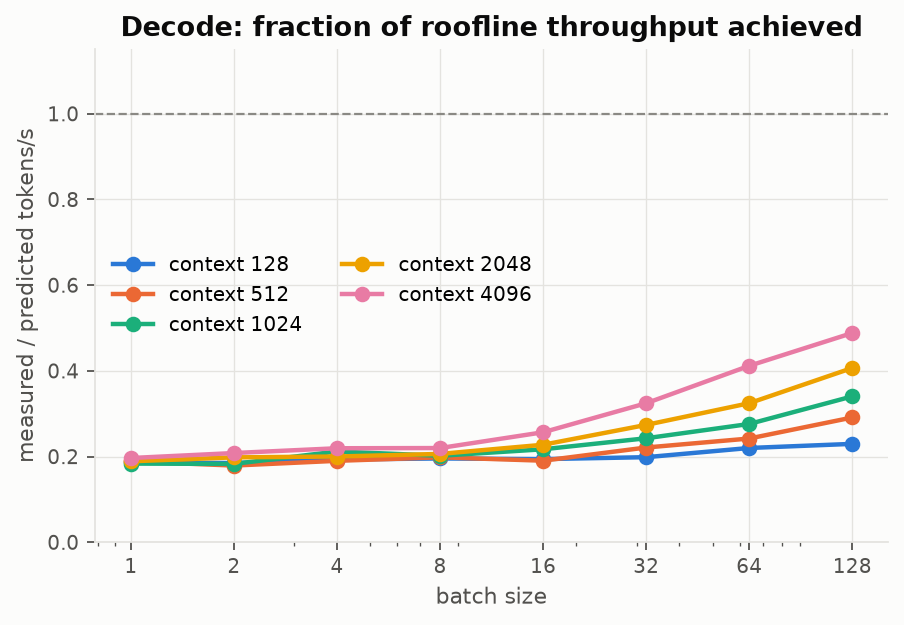 Decode: fraction of roofline throughput achieved
measured / predicted tokens/s
1.0
0.8
0.6
0.4
0.2
0.0
context 128
context 512
context 1024
context 2048
context 4096
1 2 4 8 16 32 64 128
batch size